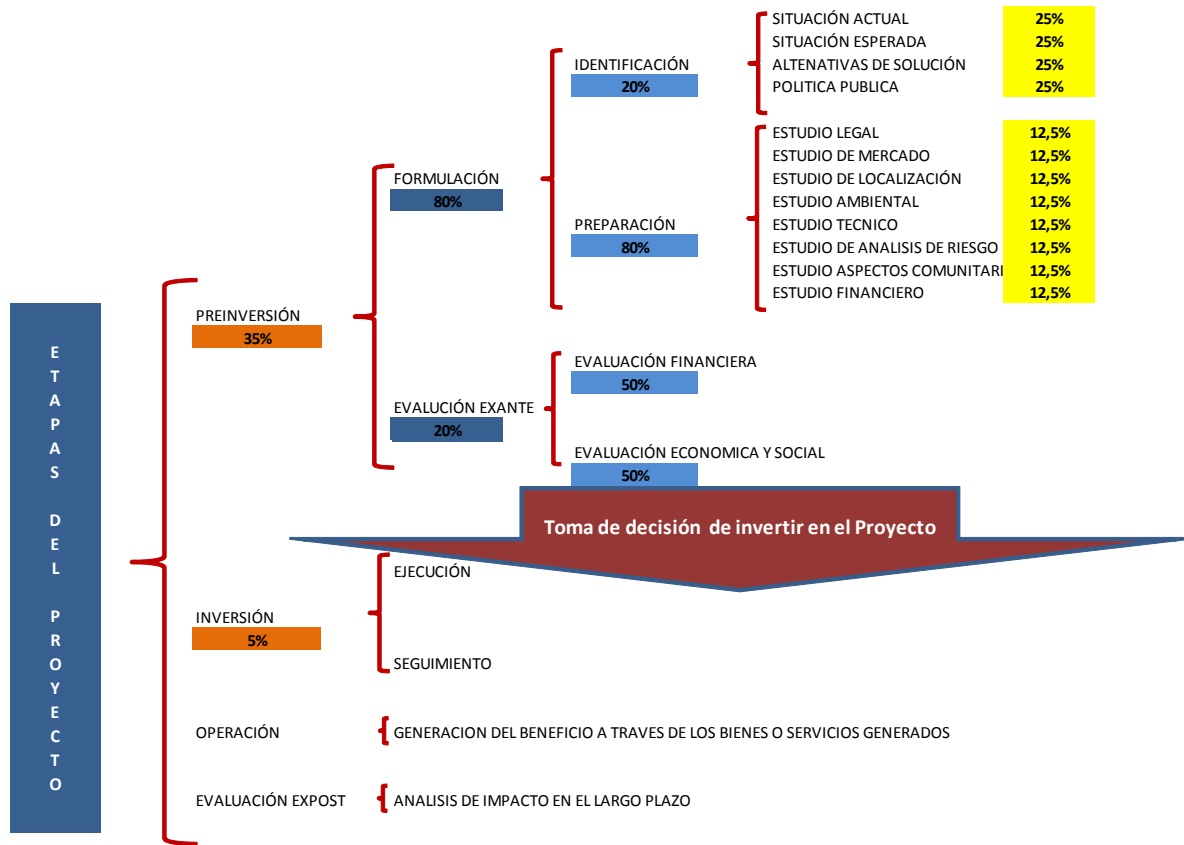 ETAPAS DEL PROYECTO
PREINVERSIÓN
35%
FORMULACIÓN
80%
IDENTIFICACIÓN
20%
SITUACIÓN ACTUAL 25%
SITUACIÓN ESPERADA 25%
ALTENATIVAS DE SOLUCIÓN 25%
POLITICA PUBLICA 25%
PREPARACIÓN
80%
ESTUDIO LEGAL 12,5%
ESTUDIO DE MERCADO 12,5%
ESTUDIO DE LOCALIZACIÓN 12,5%
ESTUDIO AMBIENTAL 12,5%
ESTUDIO TECNICO 12,5%
ESTUDIO DE ANALISIS DE RIESGO 12,5%
ESTUDIO ASPECTOS COMUNITARI 12,5%
ESTUDIO FINANCIERO 12,5%
EVALUCIÓN EXANTE
20%
EVALUACIÓN FINANCIERA
50%
EVALUACIÓN ECONOMICA Y SOCIAL
50%
Toma de decisión de invertir en el Proyecto
INVERSIÓN
5%
EJECUCIÓN
SEGUIMIENTO
OPERACIÓN
GENERACION DEL BENEFICIO A TRAVES DE LOS BIENES O SERVICIOS GENERADOS
EVALUACIÓN EXPOST
ANALISIS DE IMPACTO EN EL LARGO PLAZO